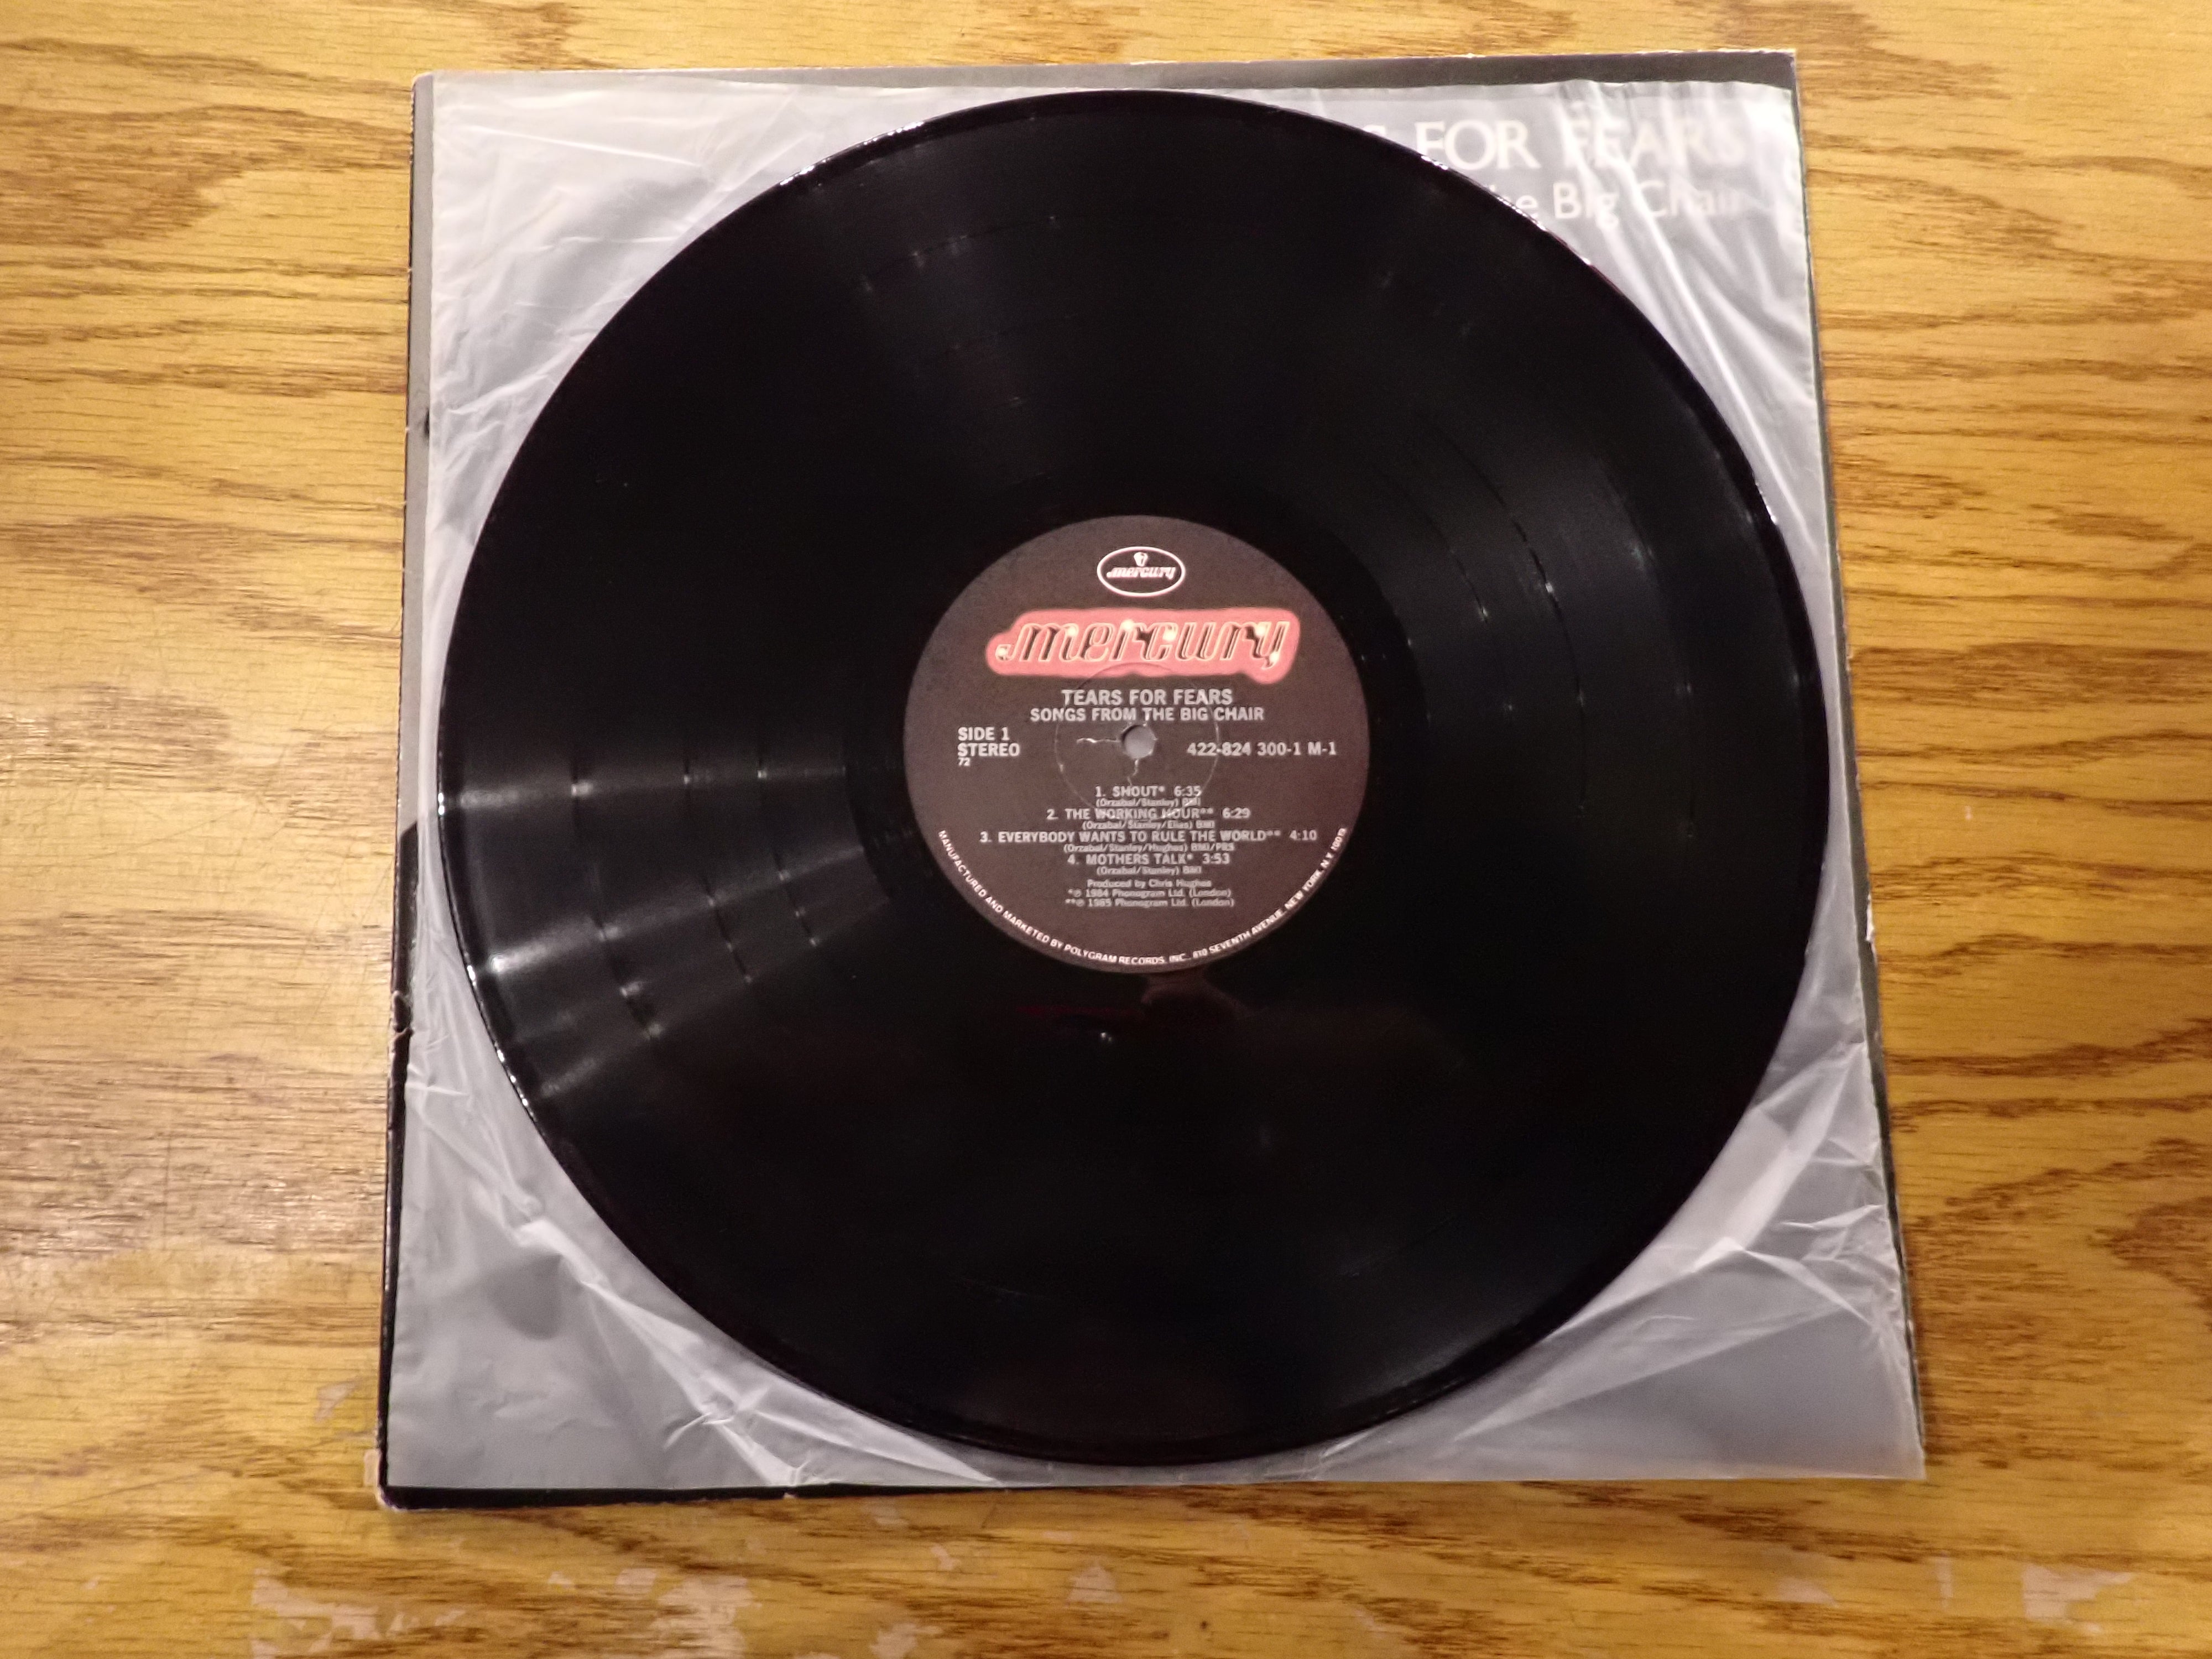 FOR FEARS
the Big Chair
mercury
mercury
TEARS FOR FEARS
SONGS FROM THE BIG CHAIR
SIDE 1
STEREO
72
422-824 300-1 M-1
1. SHOUT* 6:35
(Orzabal/Stanley) BMI
2. THE WORKING HOUR** 6:29
(Orzabal/Stanley/Elias) BMI
3. EVERYBODY WANTS TO RULE THE WORLD** 4:10
(Orzabal/Stanley/Hughes) BMI/PRS
4. MOTHERS TALK* 3:53
(Orzabal/Stanley) BMI
Produced by Chris Hughes
*℗ 1984 Phonogram Ltd. (London)
**℗ 1985 Phonogram Ltd. (London)
MANUFACTURED AND MARKETED BY POLYGRAM RECORDS, INC., 810 SEVENTH AVENUE, NEW YORK, N.Y. 10019